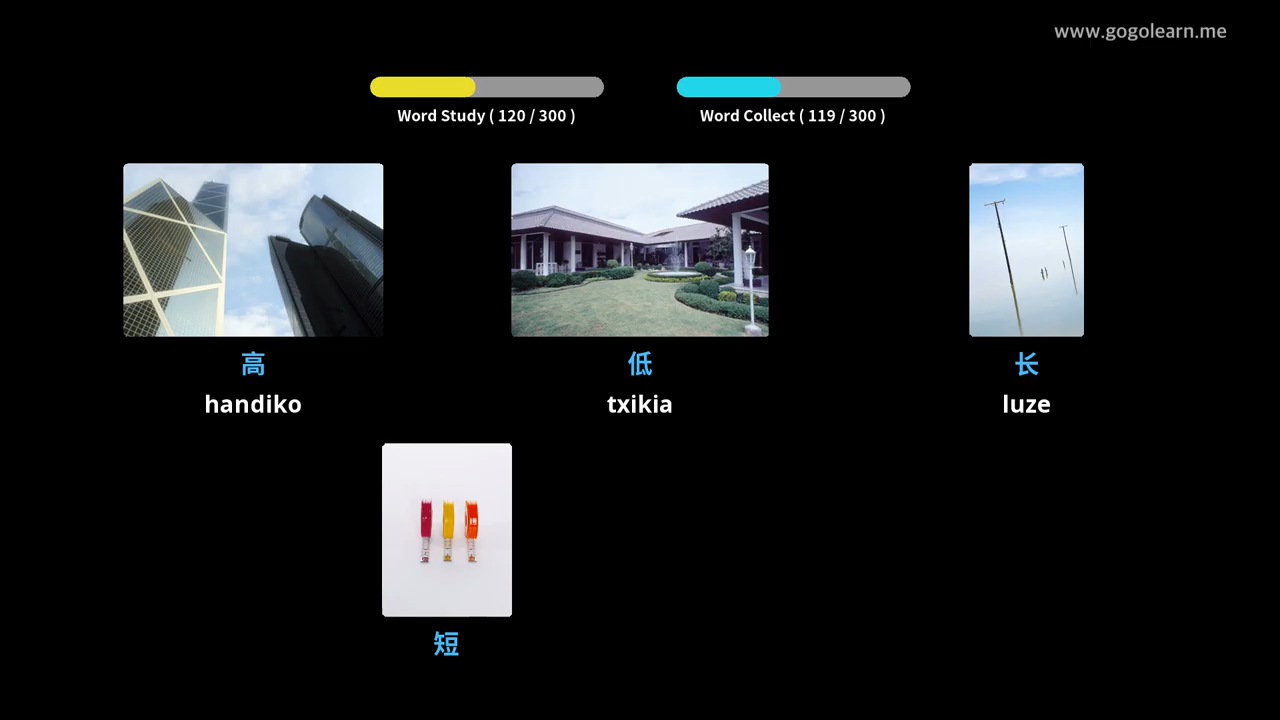 www.gogolearn.me
Word Study ( 120 / 300 )
Word Collect ( 119 / 300 )
高
低
长
handiko
txikia
luze
短